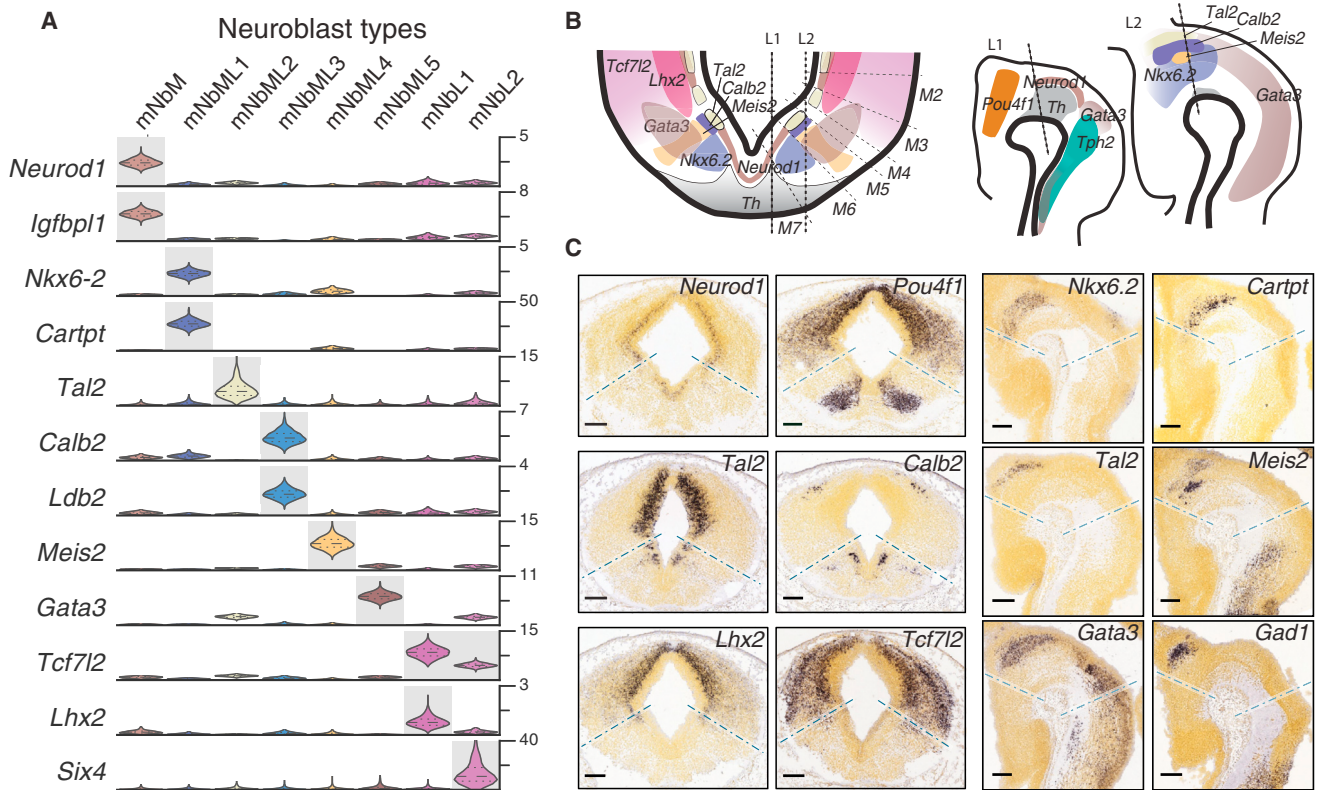 A
Neuroblast types
mNbM
mNbML1
mNbML2
mNbML3
mNbML4
mNbML5
mNbL1
mNbL2
Neurod1
5
Igfbpl1
8
Nkx6-2
5
Cartpt
50
Tal2
15
Calb2
7
Ldb2
4
Meis2
15
Gata3
11
Tcf7l2
15
Lhx2
3
Six4
40
B
L1
L2
Tcf7l2
Lhx2
Tal2
Calb2
Meis2
Gata3
Nkx6.2
Neurod1
Th
M2
M3
M4
M5
M6
M7
L1
Neurod1
Pou4f1
Th
Gata3
Tph2
L2
Tal2
Calb2
Meis2
Nkx6.2
Gata3
C
Neurod1
Pou4f1
Nkx6.2
Cartpt
Tal2
Calb2
Tal2
Meis2
Lhx2
Tcf7l2
Gata3
Gad1